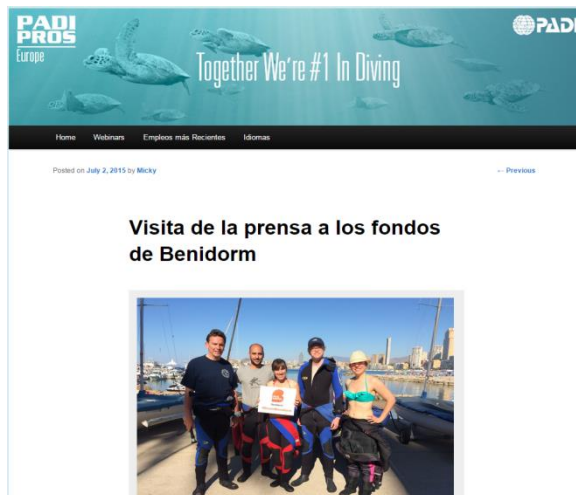 PADI
PROS
Europe
Together We're #1 In Diving
PADI
Home Webinars Empleos más Recientes Idiomas
Posted on July 2, 2015 by Micky ← Previous
Visita de la prensa a los fondos
de Benidorm